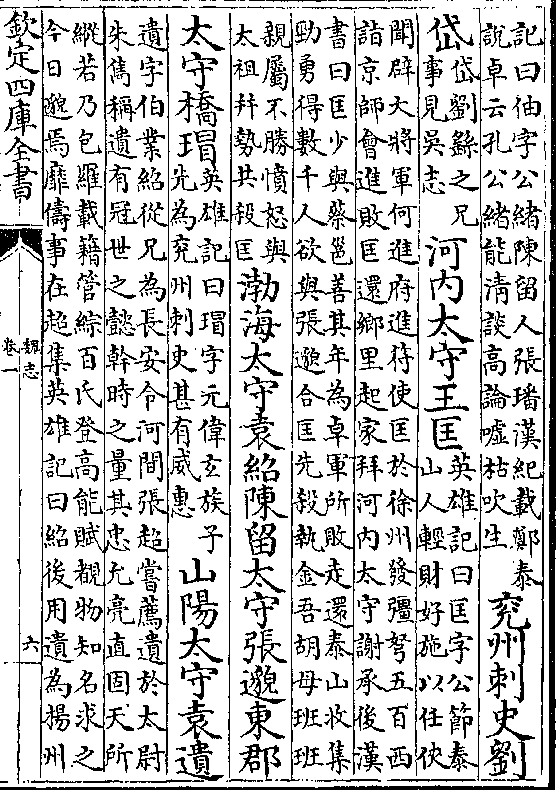 記曰伷字公緒陳留人張璠漢紀載鄭泰
說卓云孔公緒能清談高論噓枯吹生
兖州刺史劉
岱
岱劉繇之兄
事見吳志
河内太守王匡
英雄記曰匡字公節泰
山人輕財好施以任俠
聞辟大將軍何進府進符使匡於徐州發彊弩五百西
詣京師會進敗匡還鄉里起家拜河内太守謝承後漢
書曰匡少與蔡邕善其年為卓軍所敗走還泰山收集
勁勇得數千人欲與張邈合匡先殺執金吾胡母班班
親屬不勝憤怒與
太祖并勢共殺匡
渤海太守袁紹陳留太守張邈東郡
太守橋瑁
英雄記曰瑁字元偉玄族子
先為兖州刺史甚有威惠
山陽太守袁遺
遺字伯業紹從兄為長安令河間張超嘗薦遺於太尉
朱儁稱遺有冠世之懿幹時之量其忠允亮直固天所
縱若乃包羅載籍管綜百氏登高能賦覩物知名求之
今日邈焉靡儔事在超集英雄記曰紹後用遺為揚州
欽定四庫全書
魏志
卷一
六